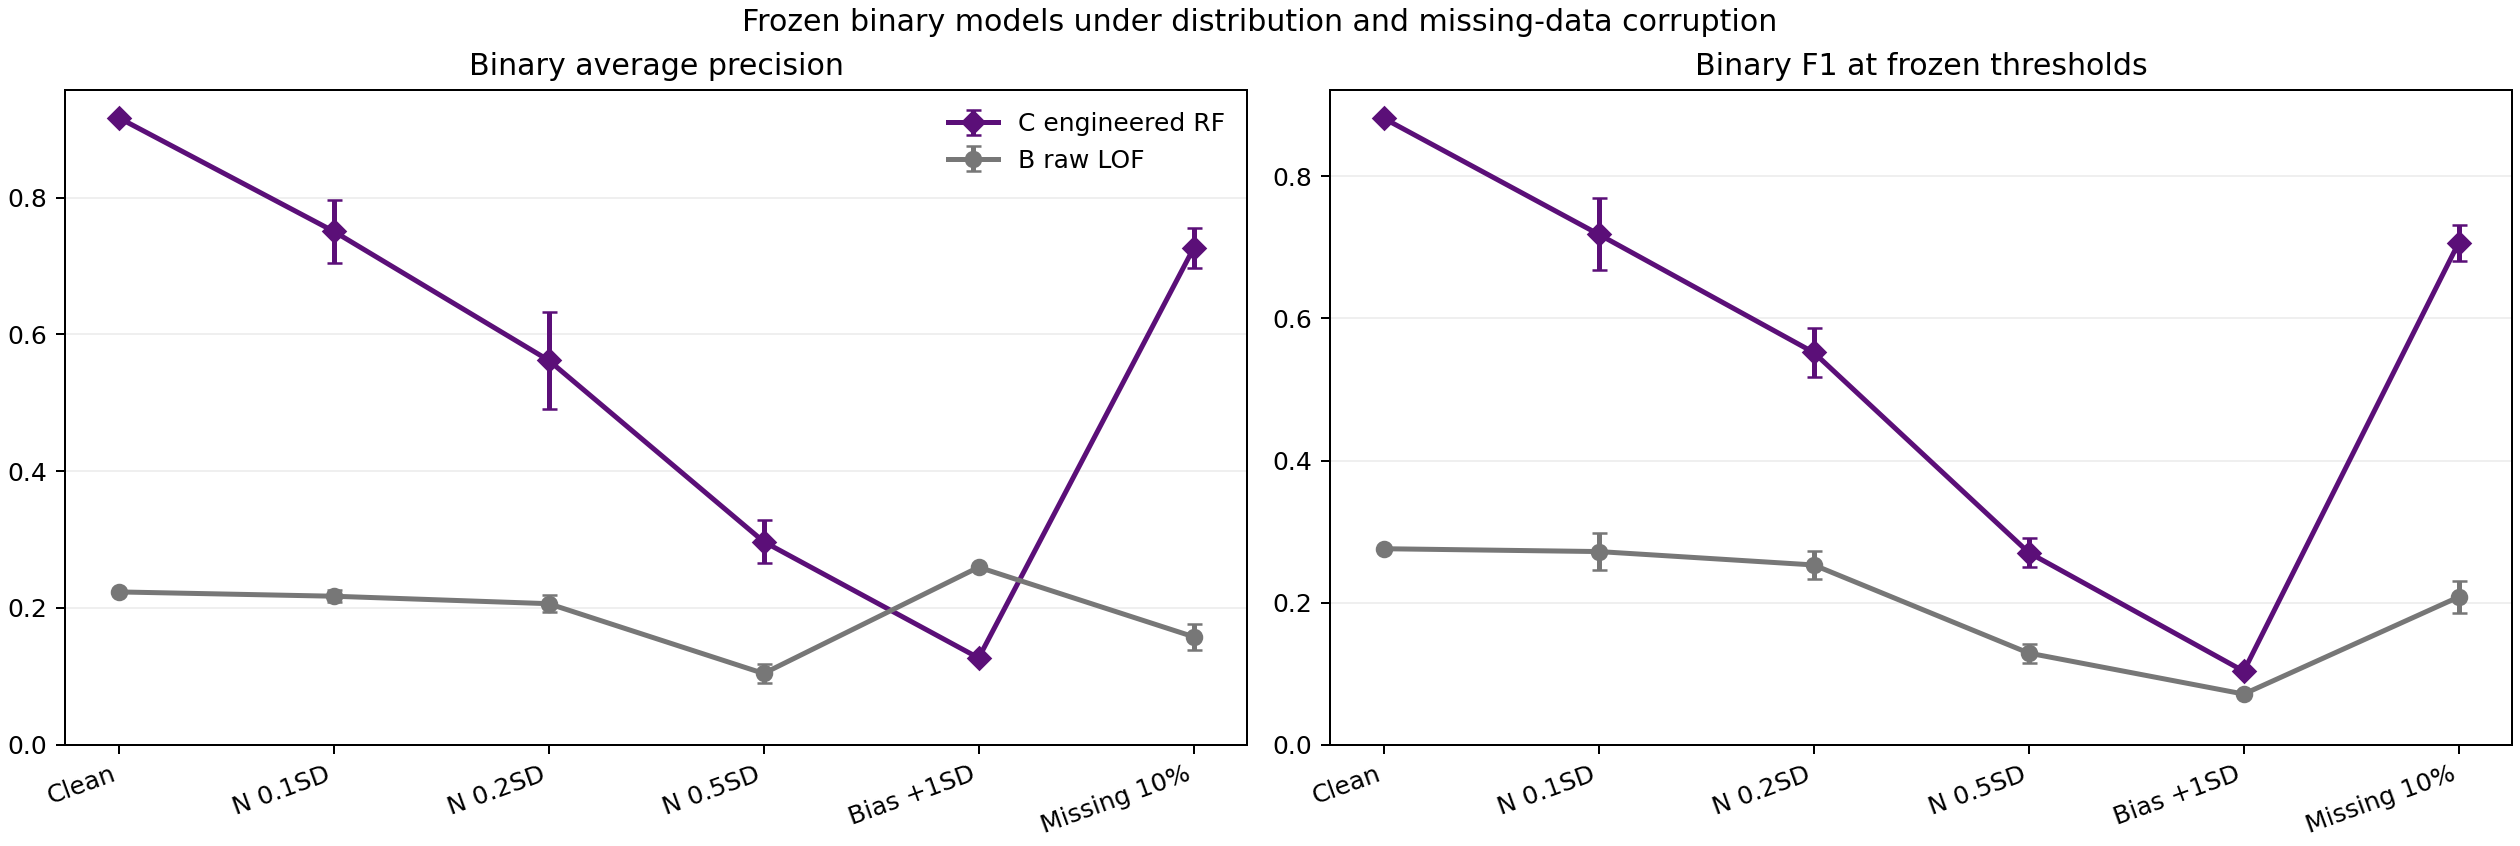 Frozen binary models under distribution and missing-data corruption
Binary average precision
C engineered RF
B raw LOF
0.8
0.6
0.4
0.2
0.0
Clean
N 0.1SD
N 0.2SD
N 0.5SD
Bias +1SD
Missing 10%
Binary F1 at frozen thresholds
0.8
0.6
0.4
0.2
0.0
Clean
N 0.1SD
N 0.2SD
N 0.5SD
Bias +1SD
Missing 10%